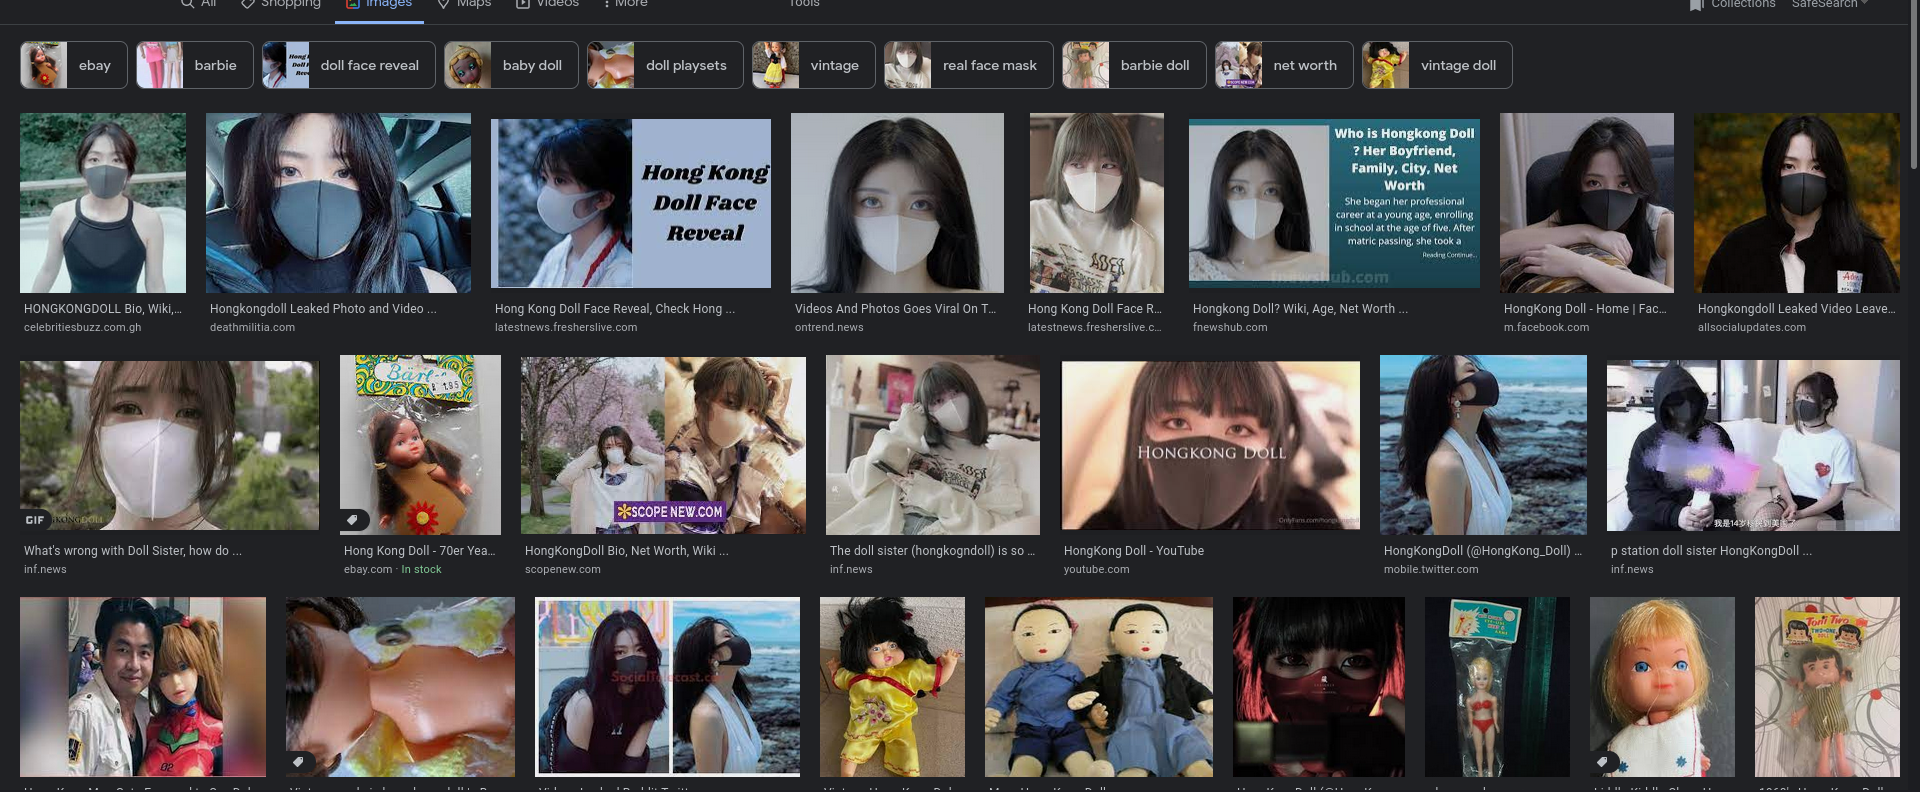 All
Shopping
Images
Maps
Videos
More
Tools
Collections
SafeSearch
ebay
barbie
doll face reveal
baby doll
doll playsets
vintage
real face mask
barbie doll
net worth
vintage doll
Hong Kong
Doll Face
Reveal
Who is Hongkong Doll
? Her Boyfriend,
Family, City, Net
Worth
She began her professional
career at a young age, enrolling
in school at the age of five. After
matric passing, she took a
Reading Continue...
fnewshub.com
HONGKONGDOLL Bio, Wiki,...
celebritiesbuzz.com.gh
Hongkongdoll Leaked Photo and Video ...
deathmilitia.com
Hong Kong Doll Face Reveal, Check Hong ...
latestnews.fresherslive.com
Videos And Photos Goes Viral On T...
ontrend.news
Hong Kong Doll Face R...
latestnews.fresherslive.c...
Hongkong Doll? Wiki, Age, Net Worth ...
fnewshub.com
HongKong Doll - Home | Fac...
m.facebook.com
Hongkongdoll Leaked Video Leave...
allsocialupdates.com
GIF
SCOPE NEW.COM
HONGKONG DOLL
What's wrong with Doll Sister, how do ...
inf.news
Hong Kong Doll - 70er Yea...
ebay.com · In stock
HongKongDoll Bio, Net Worth, Wiki ...
scopenew.com
The doll sister (hongkogndoll) is so ...
inf.news
HongKong Doll - YouTube
youtube.com
HongKongDoll (@HongKong_Doll) ...
mobile.twitter.com
p station doll sister HongKongDoll ...
inf.news
02